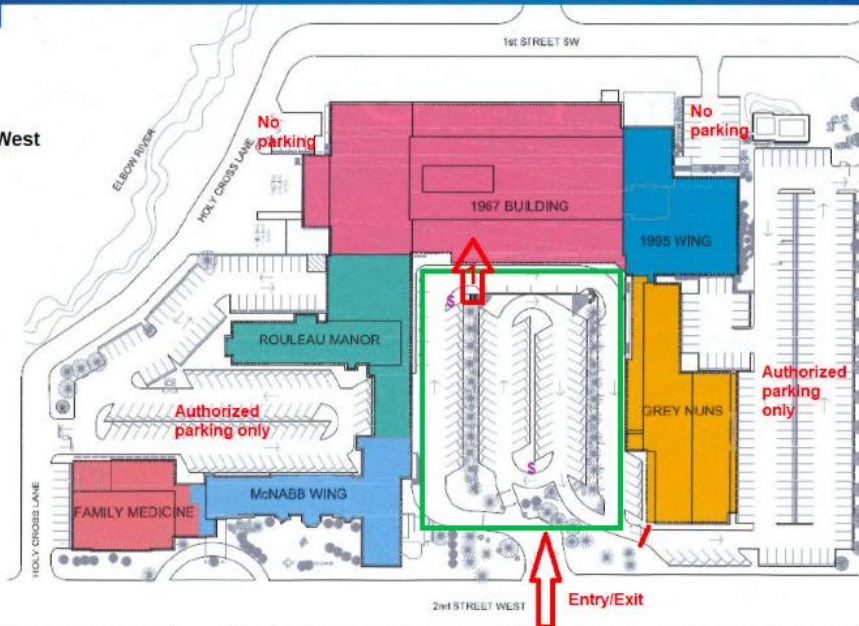 1st STREET SW
West
ELBOW RIVER
HOLY CROSS LANE
No
parking
No
parking
1967 BUILDING
1995 WING
1
$
ROULEAU MANOR
Authorized
parking only
GREY NUNS
Authorized
parking
only
$
McNABB WING
FAMILY MEDICINE
HOLY CROSS LANE
2nd STREET WEST
Entry/Exit